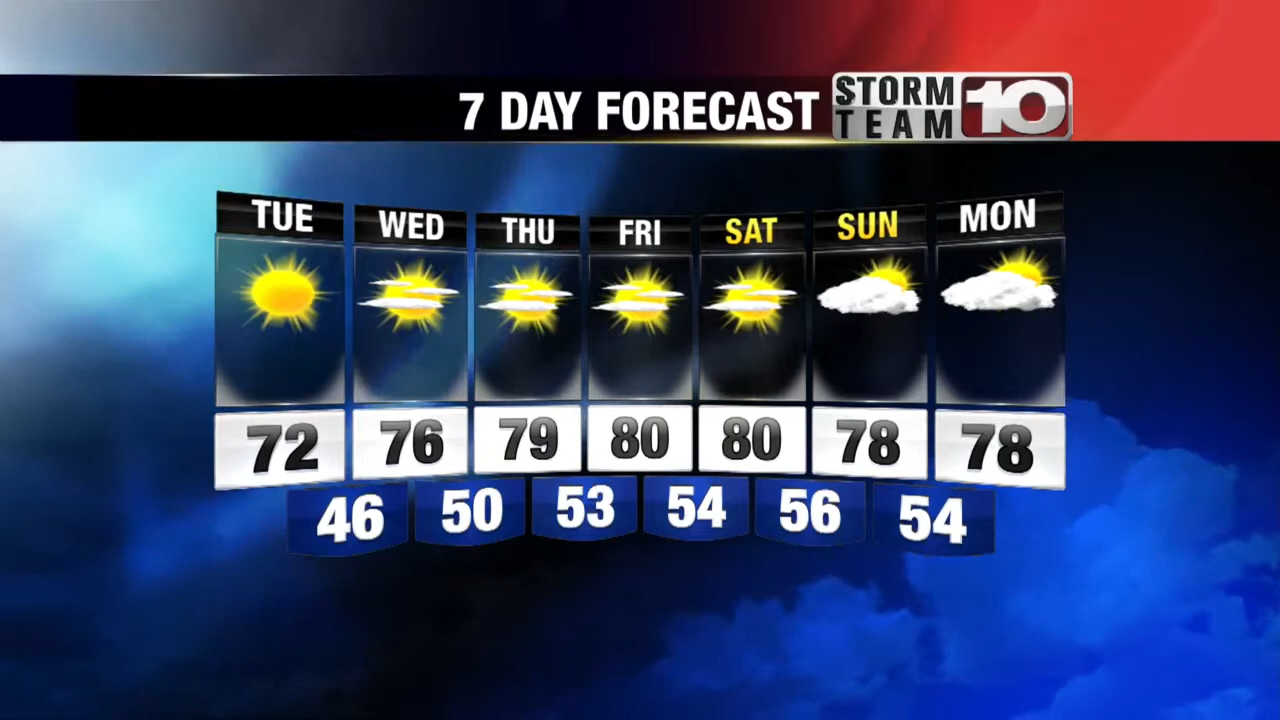 7 DAY FORECAST
STORM TEAM 10
TUE WED THU FRI SAT SUN MON
72 76 79 80 80 78 78
46 50 53 54 56 54